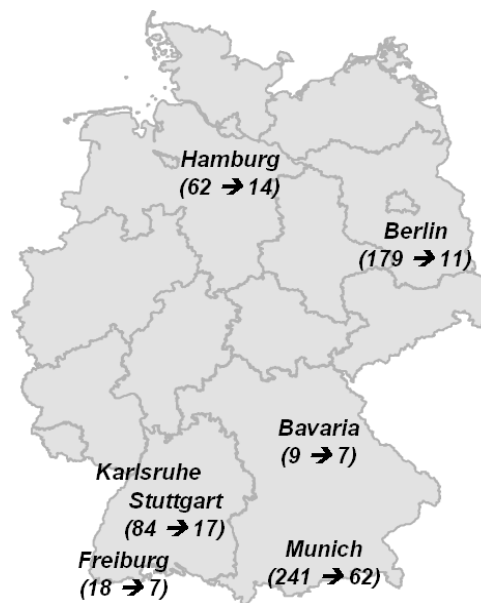 Hamburg
(62 → 14)
Berlin
(179 → 11)
Bavaria
(9 → 7)
Karlsruhe
Stuttgart
(84 → 17)
Freiburg
(18 → 7)
Munich
(241 → 62)